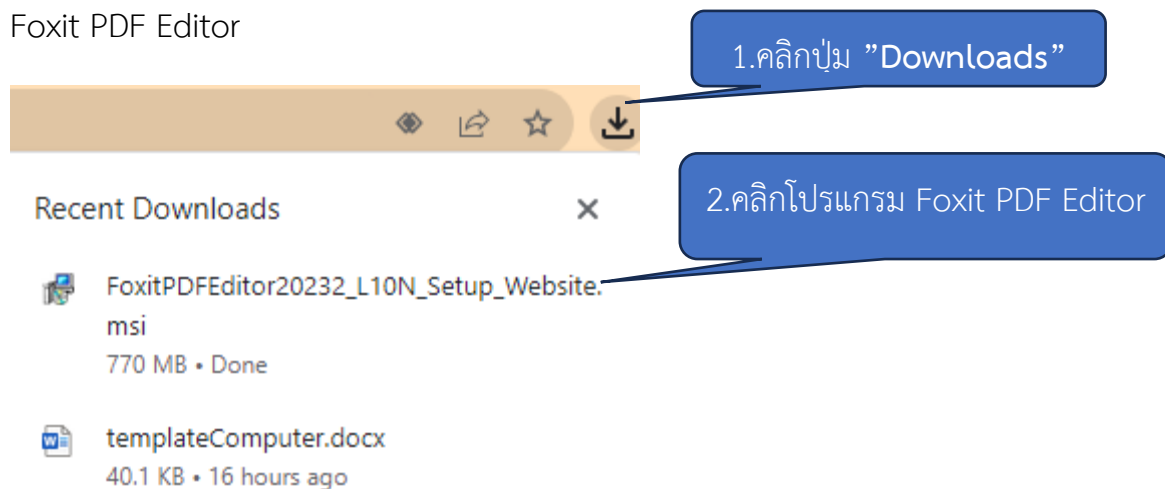 Foxit PDF Editor
1.คลิกปุ่ม ”Downloads”
Recent Downloads
2.คลิกโปรแกรม Foxit PDF Editor
FoxitPDFEditor20232_L10N_Setup_Website.
msi
770 MB • Done
templateComputer.docx
40.1 KB • 16 hours ago